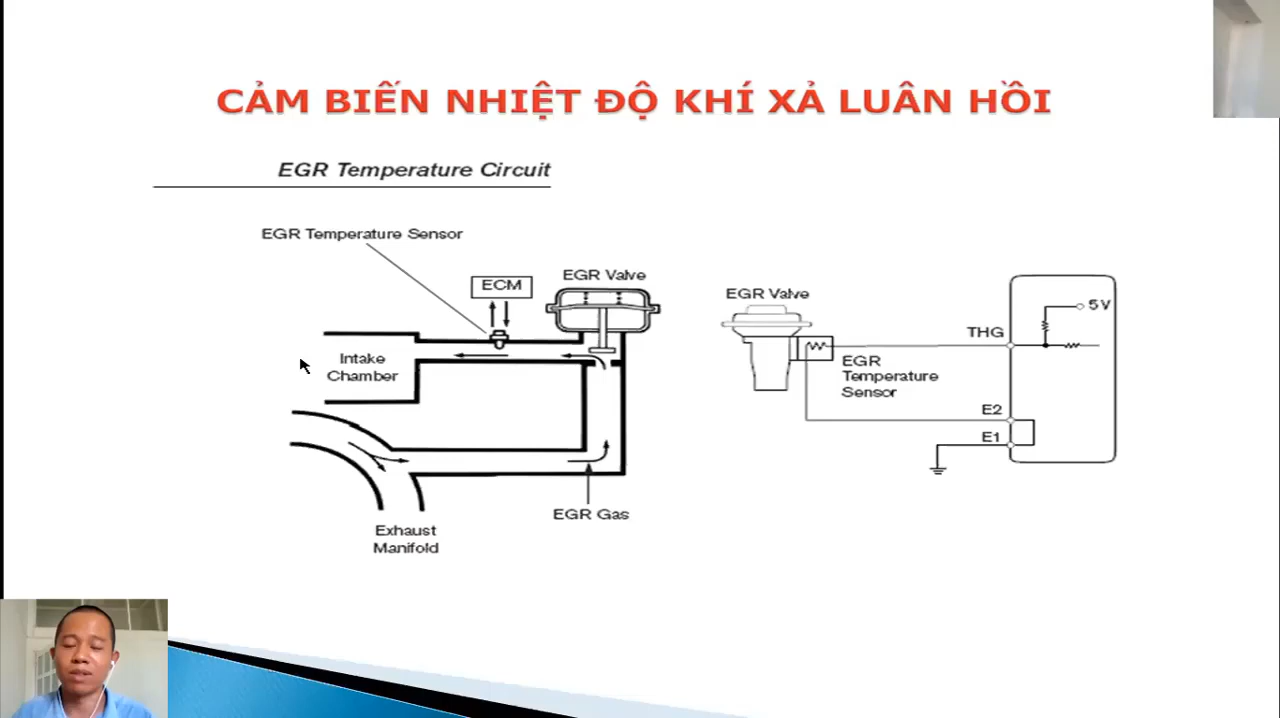 CẢM BIẾN NHIỆT ĐỘ KHÍ XẢ LUÂN HỒI
EGR Temperature Circuit
EGR Temperature Sensor
ECM
EGR Valve
Intake
Chamber
EGR Gas
Exhaust
Manifold
EGR Valve
5 V
THG
EGR
Temperature
Sensor
E2
E1